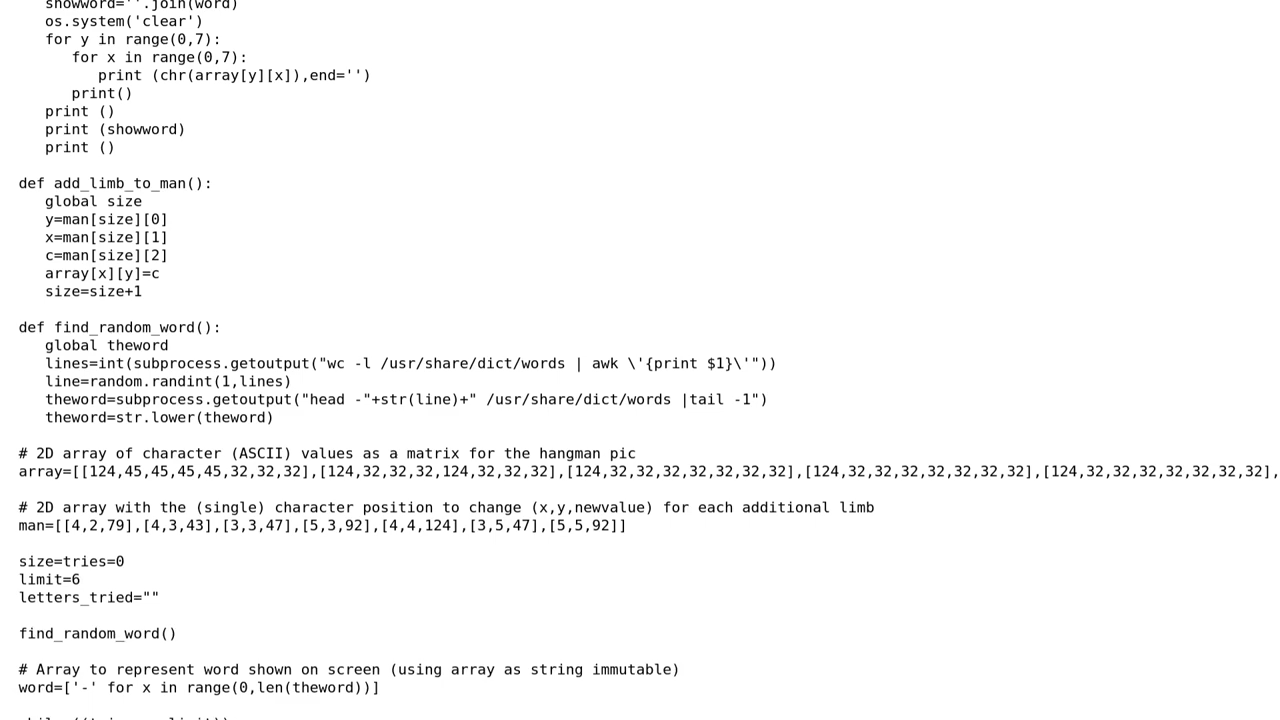 showword=''.join(word)
os.system('clear')
for y in range(0,7):
for x in range(0,7):
print (chr(array[y][x]),end='')
print()
print ()
print (showword)
print ()
def add_limb_to_man():
global size
y=man[size][0]
x=man[size][1]
c=man[size][2]
array[x][y]=c
size=size+1
def find_random_word():
global theword
lines=int(subprocess.getoutput("wc -l /usr/share/dict/words | awk \'{print $1}\'"))
line=random.randint(1,lines)
theword=subprocess.getoutput("head -"+str(line)+" /usr/share/dict/words |tail -1")
theword=str.lower(theword)
# 2D array of character (ASCII) values as a matrix for the hangman pic
array=[[124,45,45,45,45,32,32,32],[124,32,32,32,124,32,32,32],[124,32,32,32,32,32,32,32],[124,32,32,32,32,32,32,32],[124,32,32,32,32,32,32,32],
# 2D array with the (single) character position to change (x,y,newvalue) for each additional limb
man=[[4,2,79],[4,3,43],[3,3,47],[5,3,92],[4,4,124],[3,5,47],[5,5,92]]
size=tries=0
limit=6
letters_tried=""
find_random_word()
# Array to represent word shown on screen (using array as string immutable)
word=['-' for x in range(0,len(theword))]